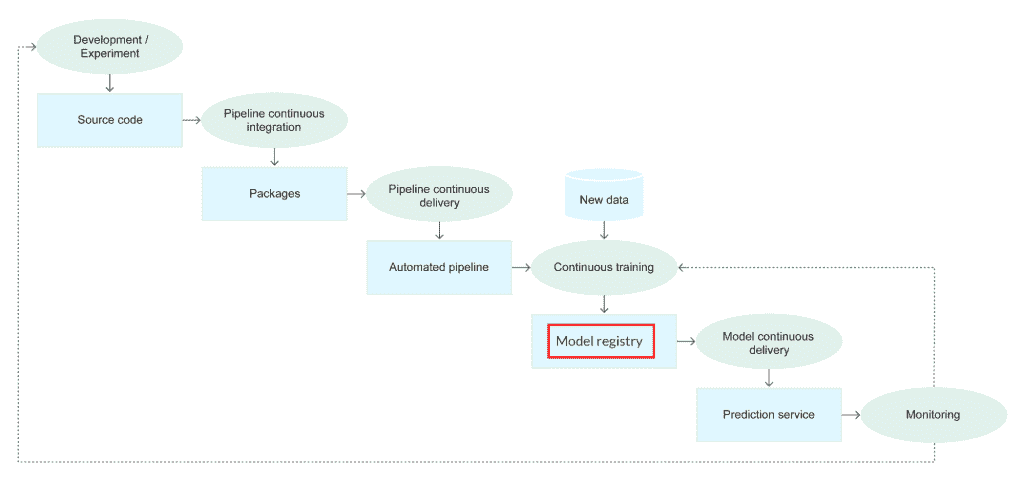 Development /
Experiment
Source code
Pipeline continuous
integration
Packages
Pipeline continuous
delivery
New data
Automated pipeline
Continuous training
Model registry
Model continuous
delivery
Prediction service
Monitoring